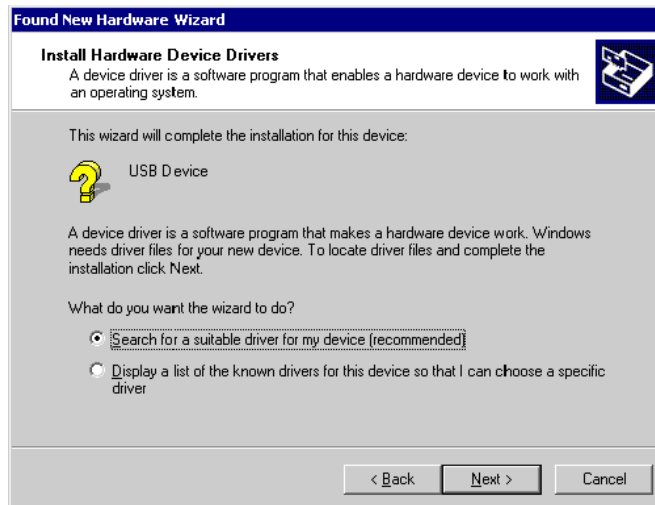 Found New Hardware Wizard
Install Hardware Device Drivers
A device driver is a software program that enables a hardware device to work with
an operating system.
This wizard will complete the installation for this device:
USB Device
A device driver is a software program that makes a hardware device work. Windows
needs driver files for your new device. To locate driver files and complete the
installation click Next.
What do you want the wizard to do?
Search for a suitable driver for my device (recommended)
Display a list of the known drivers for this device so that I can choose a specific
driver
< Back
Next >
Cancel